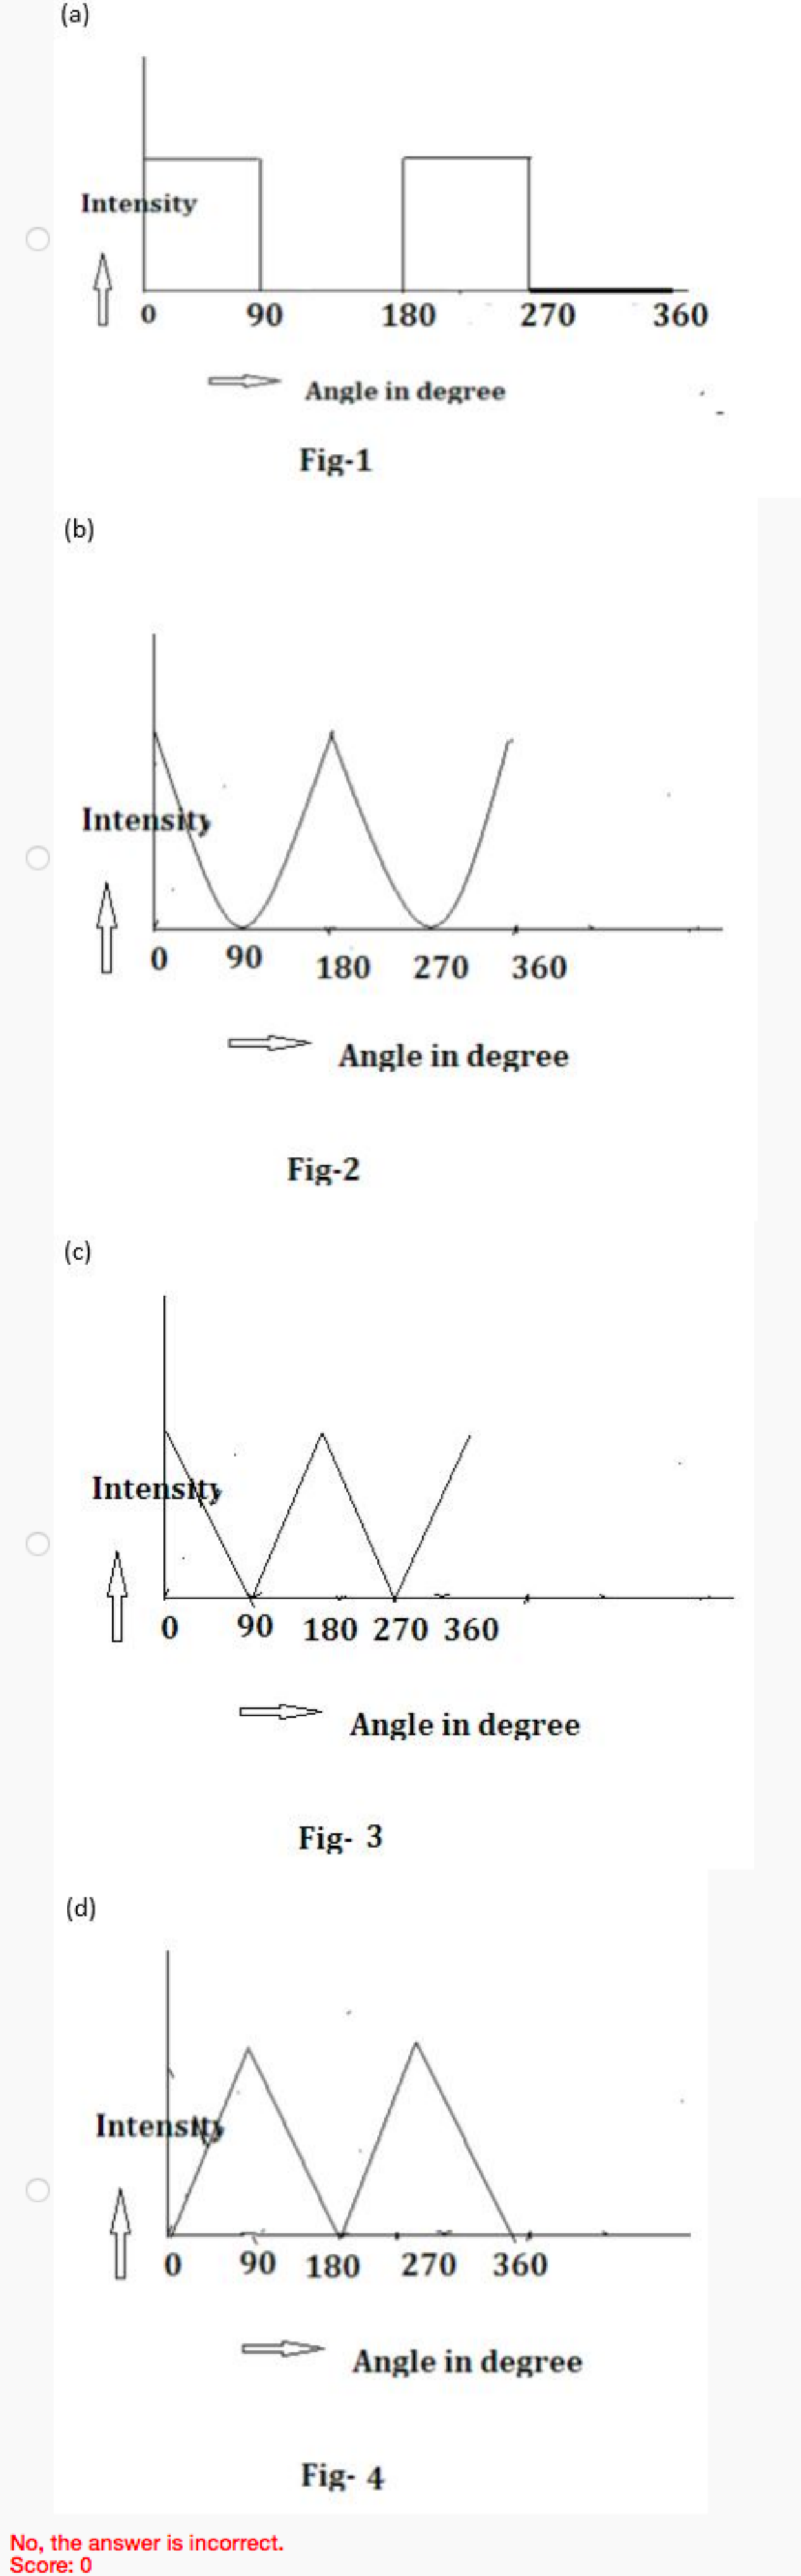 (a)
Intensity
0 90 180 270 360
Angle in degree
Fig-1
(b)
Intensity
0 90 180 270 360
Angle in degree
Fig-2
(c)
Intensity
0 90 180 270 360
Angle in degree
Fig- 3
(d)
Intensity
0 90 180 270 360
Angle in degree
Fig- 4
No, the answer is incorrect.
Score: 0